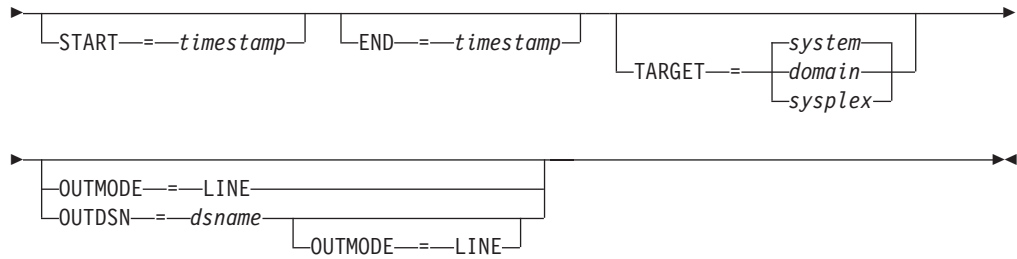 START = timestamp
END = timestamp
TARGET = system
domain
sysplex
OUTMODE = LINE
OUTDSN = dsname
OUTMODE = LINE